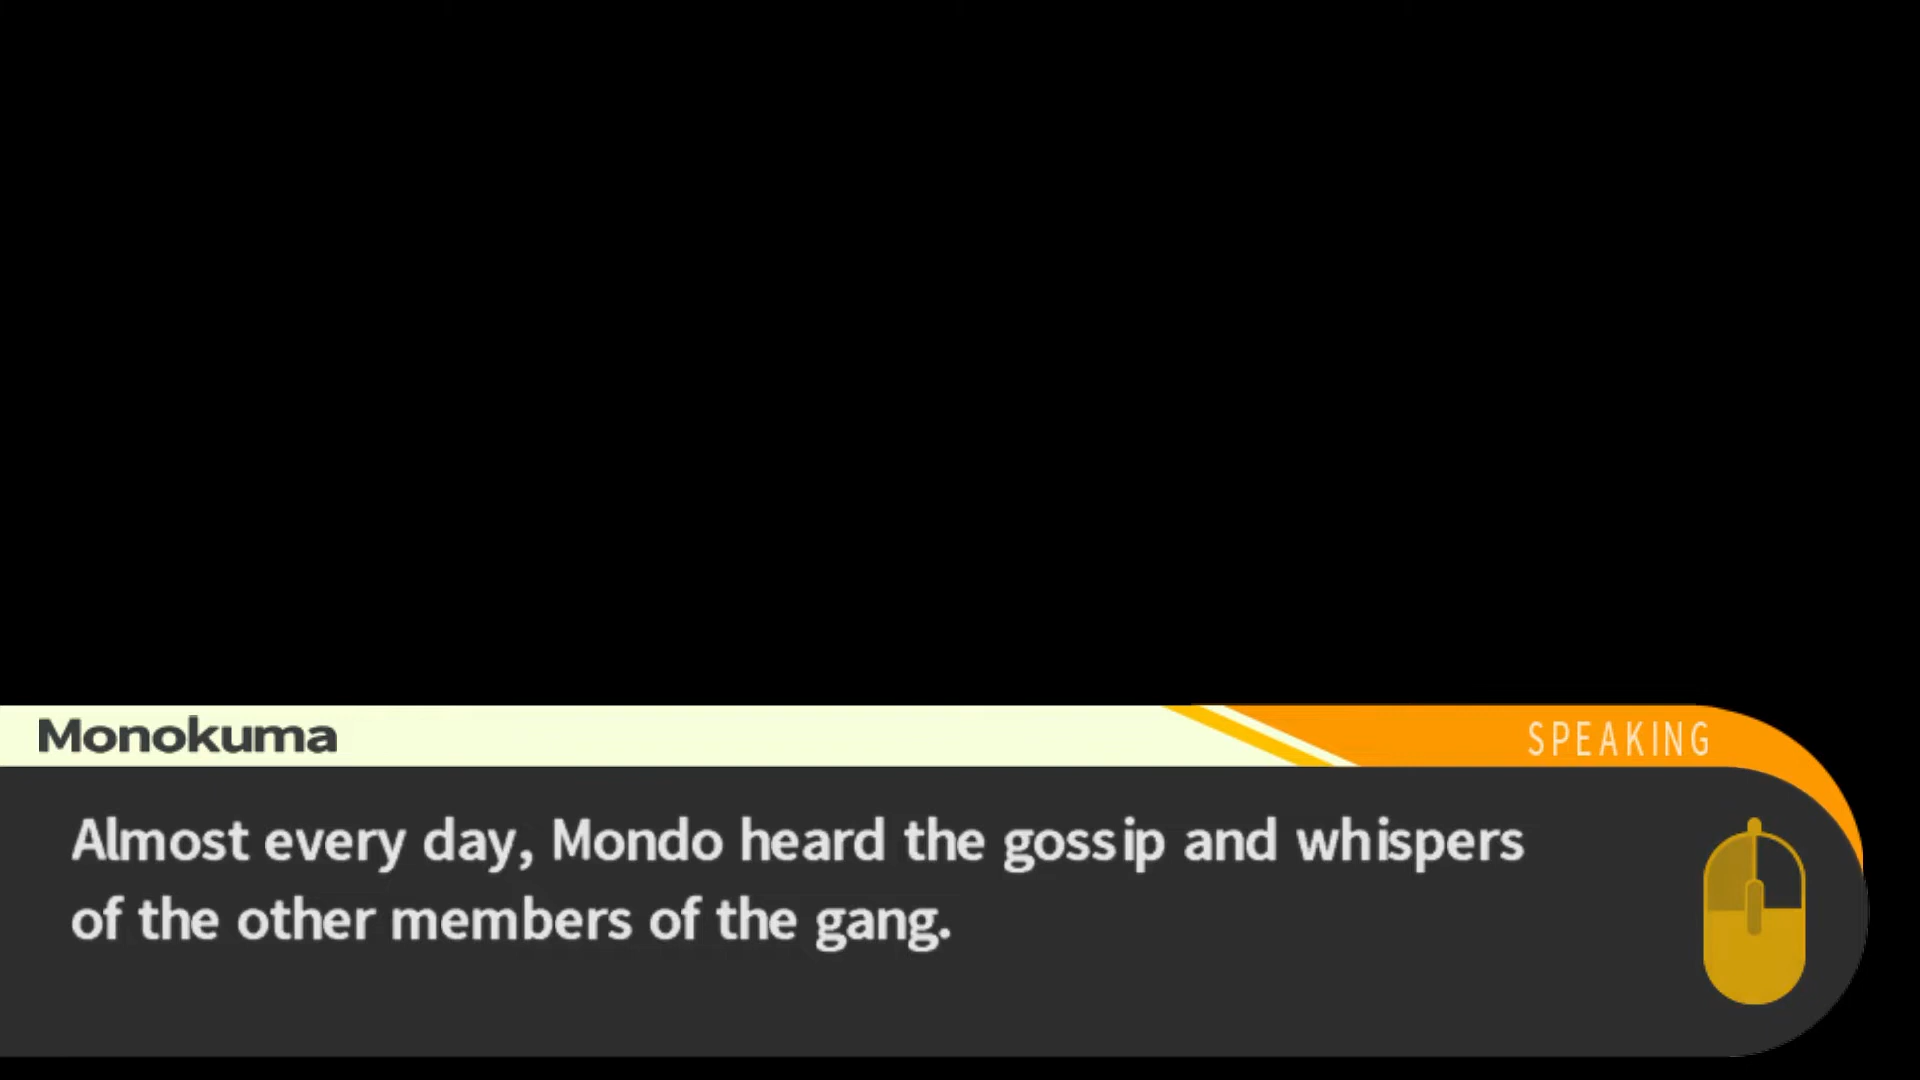 Monokuma
SPEAKING
Almost every day, Mondo heard the gossip and whispers
of the other members of the gang.